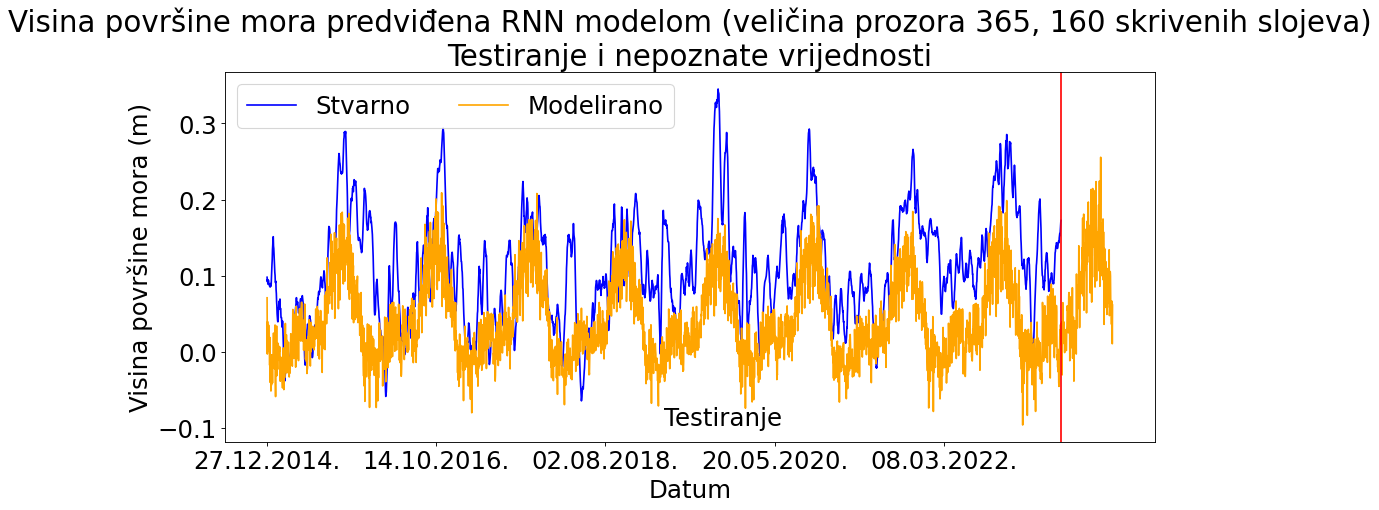 Visina površine mora predviđena RNN modelom (veličina prozora 365, 160 skrivenih slojeva)
Testiranje i nepoznate vrijednosti
Stvarno
Modelirano
Visina površine mora (m)
0.3
0.2
0.1
0.0
−0.1
Testiranje
27.12.2014.
14.10.2016.
02.08.2018.
20.05.2020.
08.03.2022.
Datum